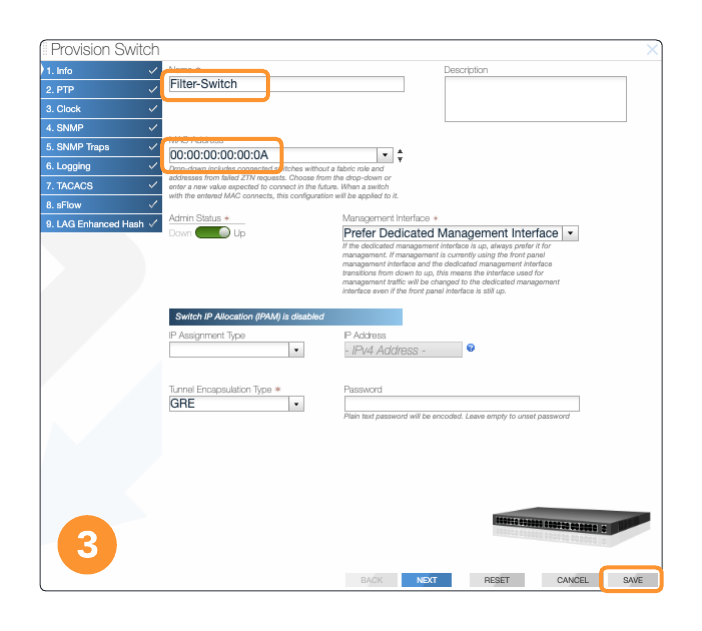 Provision Switch
1. Info
2. PTP
3. Clock
4. SNMP
5. SNMP Traps
6. Logging
7. TACACS
8. sFlow
9. LAG Enhanced Hash
Name *
Filter-Switch
Description
MAC Address
00:00:00:00:00:0A
Drop-down includes connected switches without a fabric role and
addresses from failed ZTN requests. Choose from the drop-down or
enter a new value expected to connect in the future. When a switch
with the entered MAC connects, this configuration will be applied to it.
Admin Status *
Down Up
Management Interface *
Prefer Dedicated Management Interface
If the dedicated management interface is up, always prefer it for
management. If management is currently using the front panel
management interface and the dedicated management interface
transitions from down to up, this means the interface used for
management traffic will be changed to the dedicated management
interface even if the front panel interface is still up.
Switch IP Allocation (IPAM) is disabled
IP Assignment Type
IP Address
- IPv4 Address -
Tunnel Encapsulation Type *
GRE
Password
Plain text password will be encoded. Leave empty to unset password
3
BACK NEXT RESET CANCEL SAVE